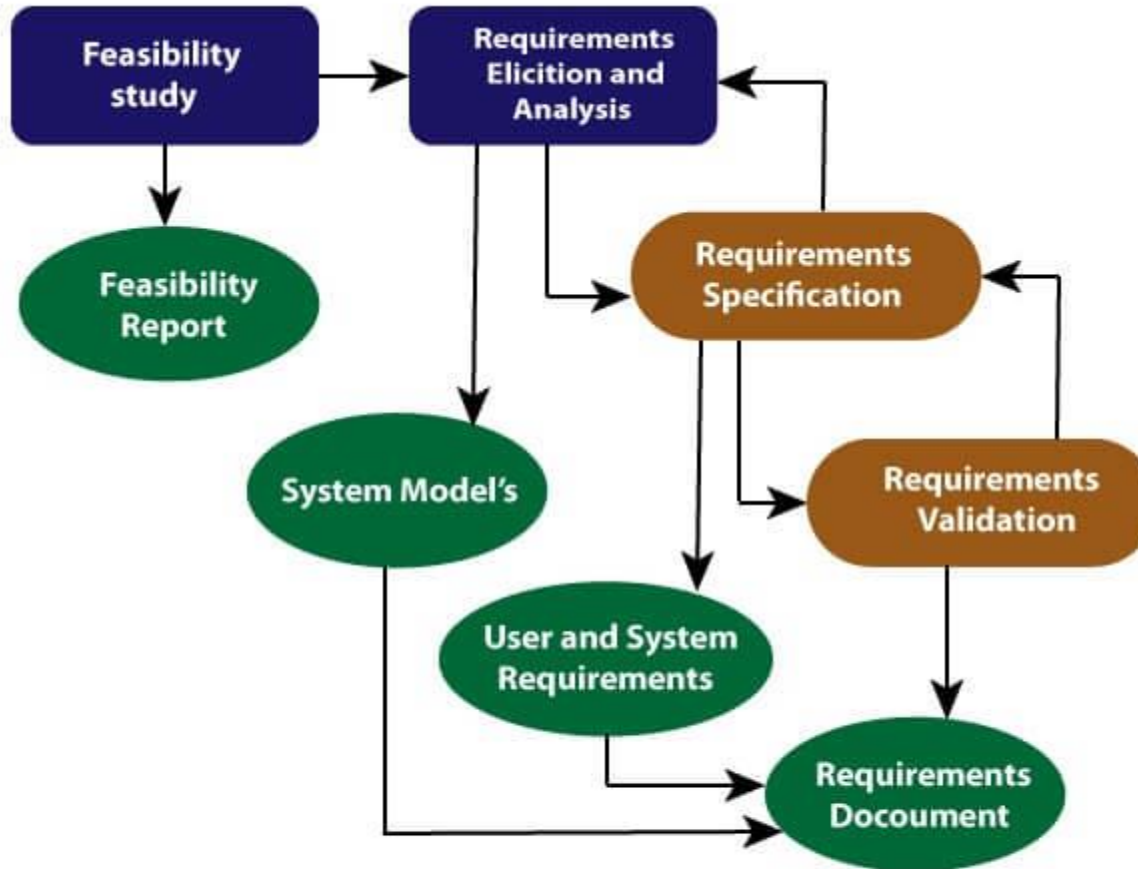 Feasibility
study
Requirements
Elicition and
Analysis
Feasibility
Report
Requirements
Specification
System Model's
Requirements
Validation
User and System
Requirements
Requirements
Docoument